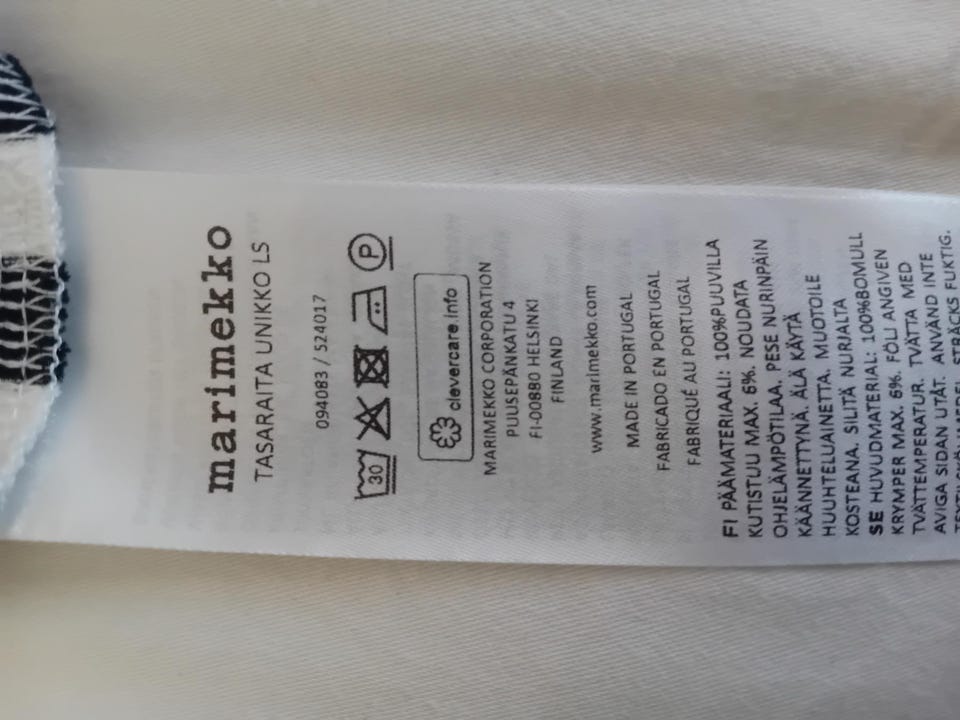 marimekko
TASARAITA UNIKKO LS
094083 / 524017
30 P
clevercare.info
MARIMEKKO CORPORATION
PUUSEPÄNKATU 4
FI-00880 HELSINKI
FINLAND
www.marimekko.com
MADE IN PORTUGAL
FABRICADO EN PORTUGAL
FABRIQUÉ AU PORTUGAL
FI PÄÄMATERIAALI: 100%PUUVILLA
KUTISTUU MAX. 6%. NOUDATA
OHJELÄMPÖTILAA. PESE NURINPÄIN
KÄÄNNETTYNÄ. ÄLÄ KÄYTÄ
HUUHTELUAINETTA. MUOTOILE
KOSTEANA. SILITÄ NURJALTA
SE HUVUDMATERIAL: 100%BOMULL
KRYMPER MAX. 6%. FÖLJ ANGIVEN
TVÄTTEMPERATUR. TVÄTTA MED
AVIGA SIDAN UTÅT. ANVÄND INTE
STRÄCKS FUKTIG.